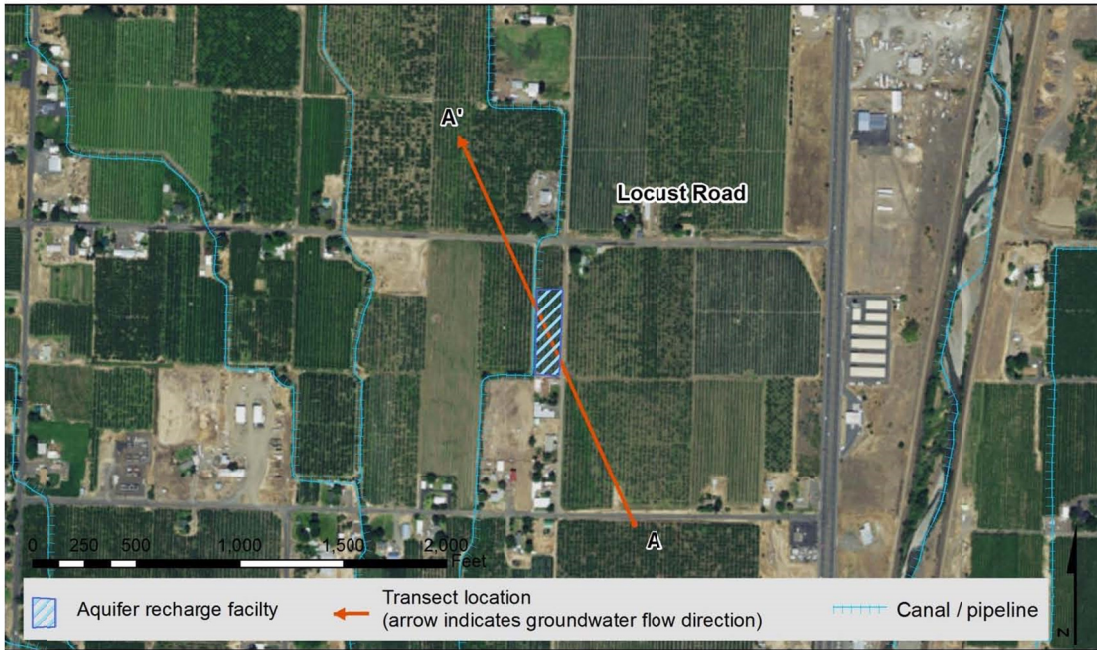 A'
Locust Road
A
0 250 500 1,000 1,500 2,000
Feet
Aquifer recharge facilty
Transect location
(arrow indicates groundwater flow direction)
Canal / pipeline
N